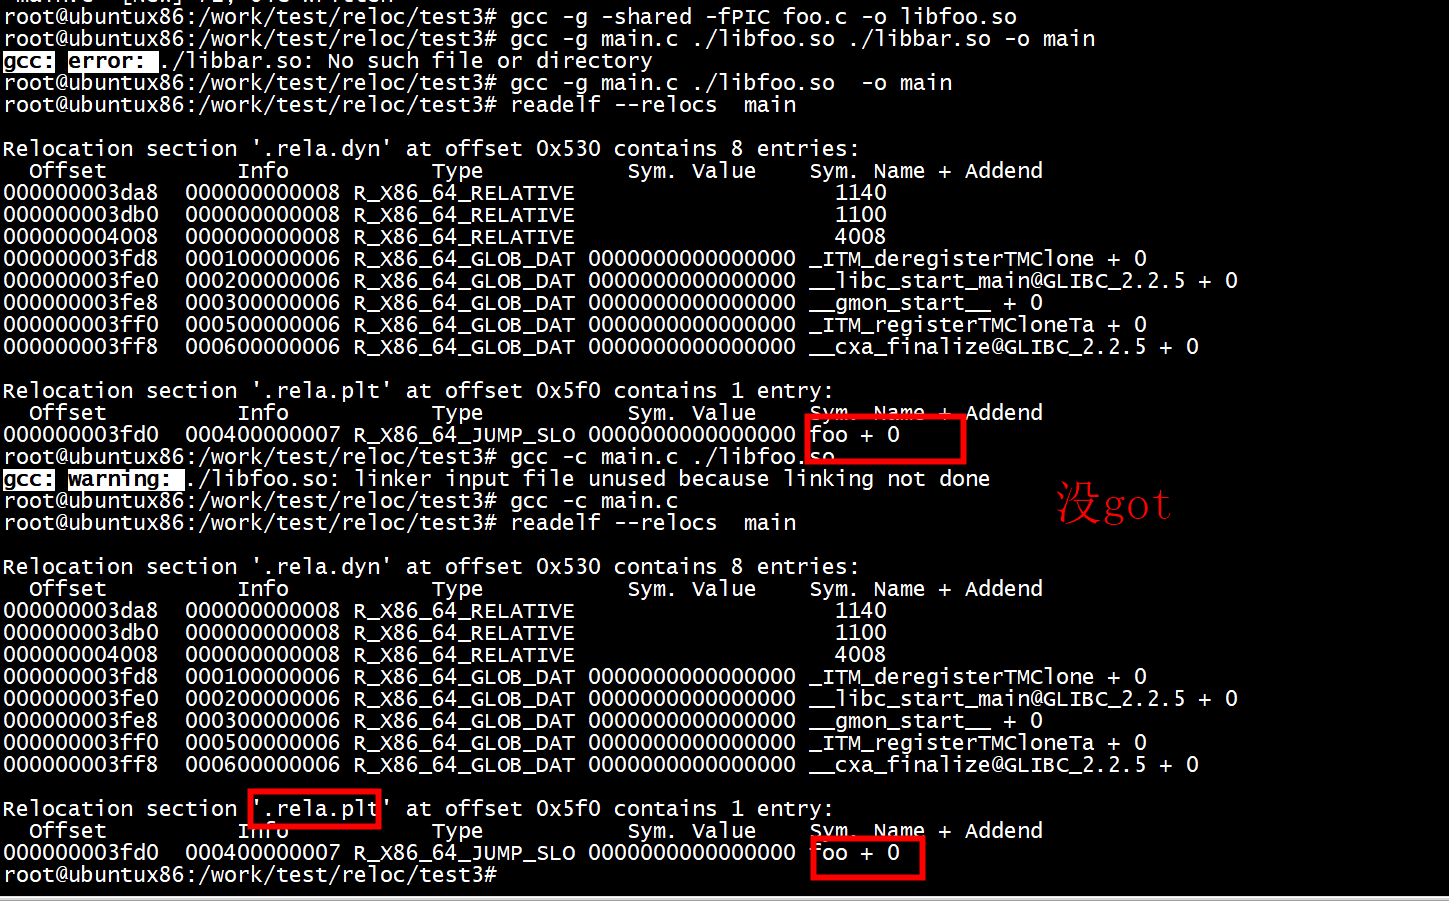 root@ubuntux86:/work/test/reloc/test3# gcc -g -shared -fPIC foo.c -o libfoo.so
root@ubuntux86:/work/test/reloc/test3# gcc -g main.c ./libfoo.so ./libbar.so -o main
gcc: error: ./libbar.so: No such file or directory
root@ubuntux86:/work/test/reloc/test3# gcc -g main.c ./libfoo.so  -o main
root@ubuntux86:/work/test/reloc/test3# readelf --relocs  main
Relocation section '.rela.dyn' at offset 0x530 contains 8 entries:
  Offset          Info           Type           Sym. Value    Sym. Name + Addend
000000003da8  000000000008 R_X86_64_RELATIVE                    1140
000000003db0  000000000008 R_X86_64_RELATIVE                    1100
000000004008  000000000008 R_X86_64_RELATIVE                    4008
000000003fd8  000100000006 R_X86_64_GLOB_DAT 0000000000000000 _ITM_deregisterTMClone + 0
000000003fe0  000200000006 R_X86_64_GLOB_DAT 0000000000000000 __libc_start_main@GLIBC_2.2.5 + 0
000000003fe8  000300000006 R_X86_64_GLOB_DAT 0000000000000000 __gmon_start__ + 0
000000003ff0  000500000006 R_X86_64_GLOB_DAT 0000000000000000 _ITM_registerTMCloneTa + 0
000000003ff8  000600000006 R_X86_64_GLOB_DAT 0000000000000000 __cxa_finalize@GLIBC_2.2.5 + 0
Relocation section '.rela.plt' at offset 0x5f0 contains 1 entry:
  Offset          Info           Type           Sym. Value    Sym. Name + Addend
000000003fd0  000400000007 R_X86_64_JUMP_SLO 0000000000000000 foo + 0
root@ubuntux86:/work/test/reloc/test3# gcc -c main.c ./libfoo.so
gcc: warning: ./libfoo.so: linker input file unused because linking not done
root@ubuntux86:/work/test/reloc/test3# gcc -c main.c
没got
root@ubuntux86:/work/test/reloc/test3# readelf --relocs  main
Relocation section '.rela.dyn' at offset 0x530 contains 8 entries:
  Offset          Info           Type           Sym. Value    Sym. Name + Addend
000000003da8  000000000008 R_X86_64_RELATIVE                    1140
000000003db0  000000000008 R_X86_64_RELATIVE                    1100
000000004008  000000000008 R_X86_64_RELATIVE                    4008
000000003fd8  000100000006 R_X86_64_GLOB_DAT 0000000000000000 _ITM_deregisterTMClone + 0
000000003fe0  000200000006 R_X86_64_GLOB_DAT 0000000000000000 __libc_start_main@GLIBC_2.2.5 + 0
000000003fe8  000300000006 R_X86_64_GLOB_DAT 0000000000000000 __gmon_start__ + 0
000000003ff0  000500000006 R_X86_64_GLOB_DAT 0000000000000000 _ITM_registerTMCloneTa + 0
000000003ff8  000600000006 R_X86_64_GLOB_DAT 0000000000000000 __cxa_finalize@GLIBC_2.2.5 + 0
Relocation section '.rela.plt' at offset 0x5f0 contains 1 entry:
  Offset          Info           Type           Sym. Value    Sym. Name + Addend
000000003fd0  000400000007 R_X86_64_JUMP_SLO 0000000000000000 foo + 0
root@ubuntux86:/work/test/reloc/test3#